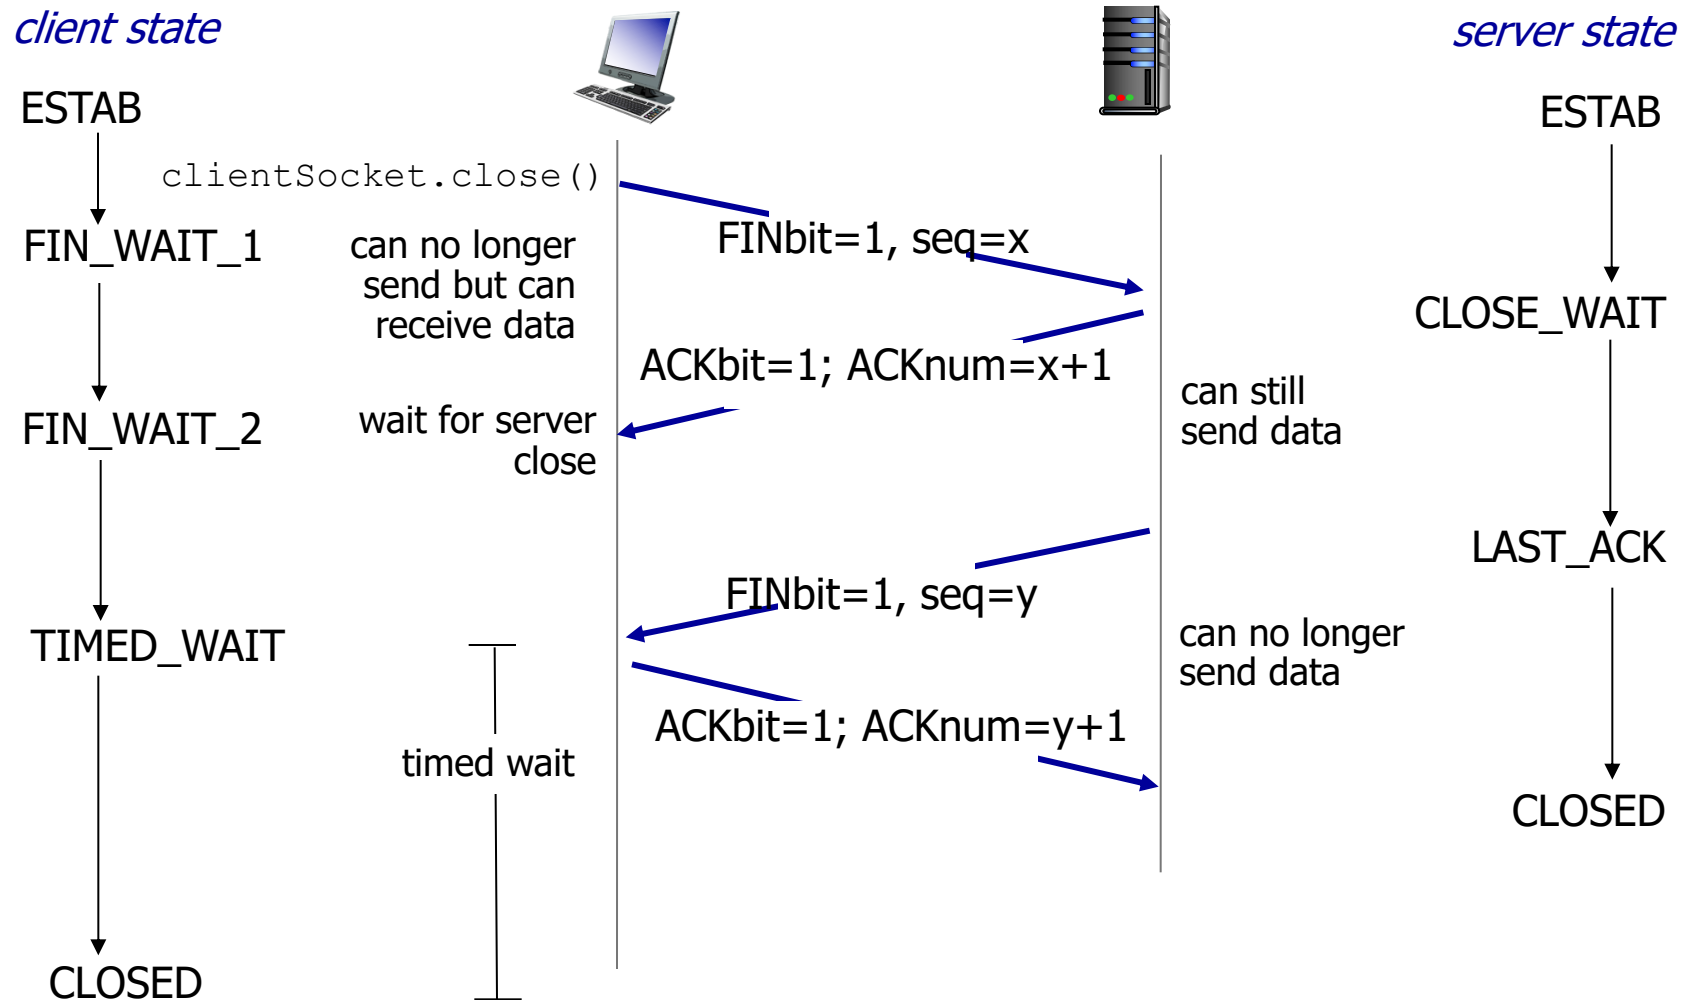 client state
server state
ESTAB
ESTAB
clientSocket.close()
FINbit=1, seq=x
FIN_WAIT_1
can no longer
send but can
receive data
CLOSE_WAIT
ACKbit=1; ACKnum=x+1
can still
send data
FIN_WAIT_2
wait for server
close
LAST_ACK
FINbit=1, seq=y
TIMED_WAIT
can no longer
send data
ACKbit=1; ACKnum=y+1
timed wait
CLOSED
CLOSED